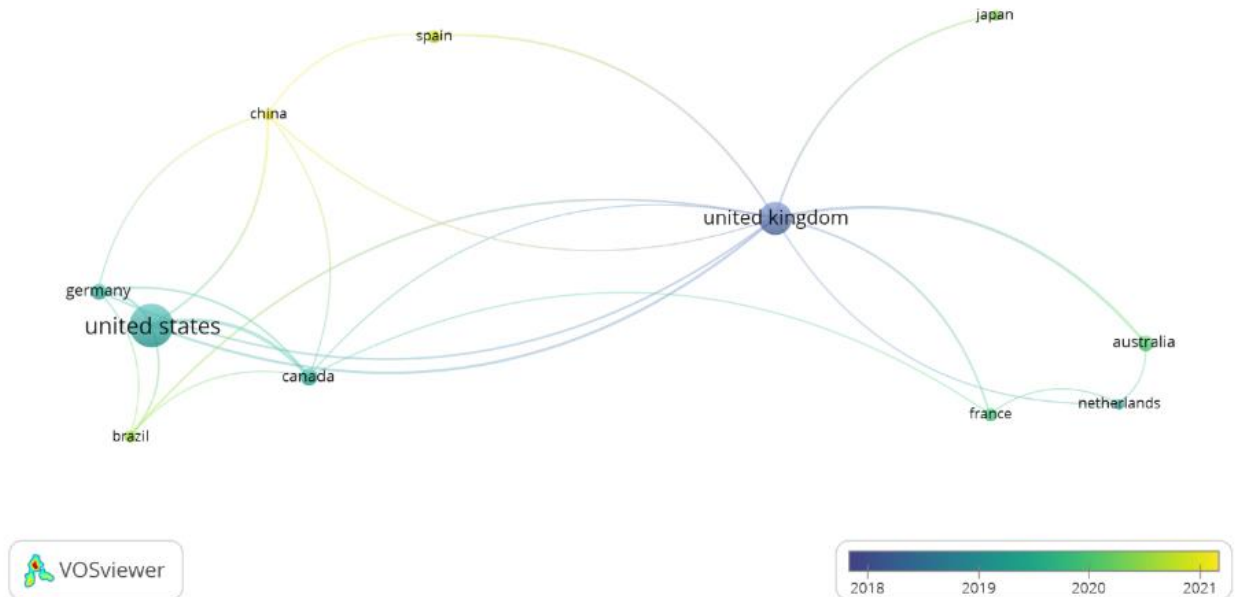 japan
spain
china
united kingdom
germany
united states
australia
canada
netherlands
france
brazil
VOSviewer
2018 2019 2020 2021